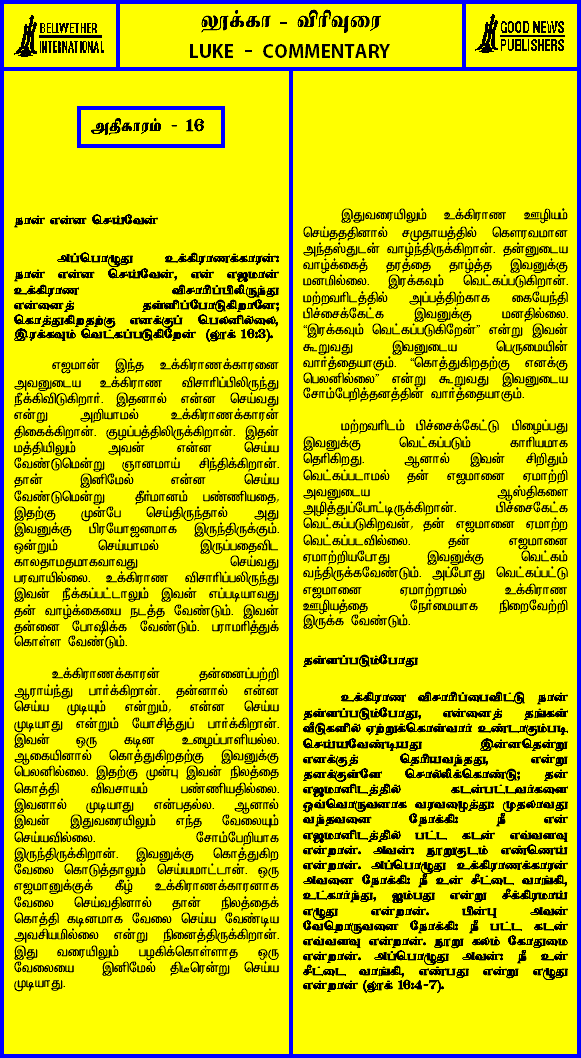 BELWETHER
INTERNATIONAL
லூக்கா - விரிவுரை
LUKE - COMMENTARY
GOOD NEWS
PUBLISHERS
அதிகாரம் - 16
நான் என்ன செய்வேன்
அப்பொழுது உக்கிராணக்காரன்:
நான் என்ன செய்வேன், என் எஜமான்
உக்கிராண விசாரிப்பிலிருந்து
என்னைத் தள்ளிப்போடுகிறானே;
கொத்துகிறதற்கு எனக்குப் பெலனில்லை,
இரக்கவும் வெட்கப்படுகிறேன் (லூக் 16:3).
எஜமான் இந்த உக்கிராணக்காரனை
அவனுடைய உக்கிராண விசாரிப்பிலிருந்து
நீக்கிவிடுகிறார். இதனால் என்ன செய்வது
என்று அறியாமல் உக்கிராணக்காரன்
திகைக்கிறான். குழப்பத்திலிருக்கிறான். இதன்
மத்தியிலும் அவன் என்ன செய்ய
வேண்டுமென்று ஞானமாய் சிந்திக்கிறான்.
தான் இனிமேல் என்ன செய்ய
வேண்டுமென்று தீர்மானம் பண்ணியதை,
இதற்கு முன்பே செய்திருந்தால் அது
இவனுக்கு பிரயோஜனமாக இருந்திருக்கும்.
ஒன்றும் செய்யாமல் இருப்பதைவிட
காலதாமதமாகவாவது செய்வது
பரவாயில்லை. உக்கிராண விசாரிப்பலிருந்து
இவன் நீக்கப்பட்டாலும் இவன் எப்படியாவது
தன் வாழ்க்கையை நடத்த வேண்டும். இவன்
தன்னை போஷிக்க வேண்டும். பராமரித்துக்
கொள்ள வேண்டும்.
உக்கிராணக்காரன் தன்னைப்பற்றி
ஆராய்ந்து பார்க்கிறான். தன்னால் என்ன
செய்ய முடியும் என்றும், என்ன செய்ய
முடியாது என்றும் யோசித்துப் பார்க்கிறான்.
இவன் ஒரு கடின உழைப்பாளியல்ல.
ஆகையினால் கொத்துகிறதற்கு இவனுக்கு
பெலனில்லை. இதற்கு முன்பு இவன் நிலத்தை
கொத்தி விவசாயம் பண்ணியதில்லை.
இவனால் முடியாது என்பதல்ல. ஆனால்
இவன் இதுவரையிலும் எந்த வேலையும்
செய்யவில்லை. சோம்பேறியாக
இருந்திருக்கிறான். இவனுக்கு கொத்துகிற
வேலை கொடுத்தாலும் செய்யமாட்டான். ஒரு
எஜமானுக்குக் கீழ் உக்கிராணக்காரனாக
வேலை செய்வதினால் தான் நிலத்தைக்
கொத்தி கடினமாக வேலை செய்ய வேண்டிய
அவசியமில்லை என்று நினைத்திருக்கிறான்.
இது வரையிலும் பழகிக்கொள்ளாத ஒரு
வேலையை இனிமேல் திடீரென்று செய்ய
முடியாது.
இதுவரையிலும் உக்கிராண ஊழியம்
செய்ததினால் சமுதாயத்தில் கௌரவமான
அந்தஸ்துடன் வாழ்ந்திருக்கிறான். தன்னுடைய
வாழ்க்கைத் தரத்தை தாழ்த்த இவனுக்கு
மனமில்லை. இரக்கவும் வெட்கப்படுகிறான்.
மற்றவரிடத்தில் அப்பத்திற்காக கையேந்தி
பிச்சைக்கேட்க இவனுக்கு மனதில்லை.
“இரக்கவும் வெட்கப்படுகிறேன்” என்று இவன்
கூறுவது இவனுடைய பெருமையின்
வார்த்தையாகும். “கொத்துகிறதற்கு எனக்கு
பெலனில்லை” என்று கூறுவது இவனுடைய
சோம்பேறித்தனத்தின் வார்த்தையாகும்.
மற்றவரிடம் பிச்சைக்கேட்டு பிழைப்பது
இவனுக்கு வெட்கப்படும் காரியமாக
தெரிகிறது. ஆனால் இவன் சிறிதும்
வெட்கப்படாமல் தன் எஜமானை ஏமாற்றி
அவனுடைய ஆஸ்திகளை
அழித்துப்போட்டிருக்கிறான். பிச்சைகேட்க
வெட்கப்படுகிறவன், தன் எஜமானை ஏமாற்ற
வெட்கப்படவில்லை. தன் எஜமானை
ஏமாற்றியபோது இவனுக்கு வெட்கம்
வந்திருக்கவேண்டும். அப்போது வெட்கப்பட்டு
எஜமானை ஏமாற்றாமல் உக்கிராண
ஊழியத்தை நேர்மையாக நிறைவேற்றி
இருக்க வேண்டும்.
தள்ளப்படும்போது
உக்கிராண விசாரிப்பைவிட்டு நான்
தள்ளப்படும்போது, என்னைத் தங்கள்
வீடுகளில் ஏற்றுக்கொள்வார் உண்டாகும்படி
செய்யவேண்டியது இன்னதென்று
எனக்குத் தெரியவந்தது, என்று
தனக்குள்ளே சொல்லிக்கொண்டு; தன்
எஜமானிடத்தில் கடன்பட்டவர்களை
ஒவ்வொருவனாக வரவழைத்து: முதலாவது
வந்தவனை நோக்கி: நீ என்
எஜமானிடத்தில் பட்ட கடன் எவ்வளவு
என்றான். அவன்: நூறுகுடம் எண்ணெய்
என்றான். அப்பொழுது உக்கிராணக்காரன்
அவனை நோக்கி: நீ உன் சீட்டை வாங்கி,
உட்கார்ந்து, ஐம்பது என்று சீக்கிரமாய்
எழுது என்றான். பின்பு அவன்
வேறொருவனை நோக்கி: நீ பட்ட கடன்
எவ்வளவு என்றான். நூறு கலம் கோதுமை
என்றான். அப்பொழுது அவன்: நீ உன்
சீட்டை வாங்கி, எண்பது என்று எழுது
என்றான் (லூக் 16:4-7).